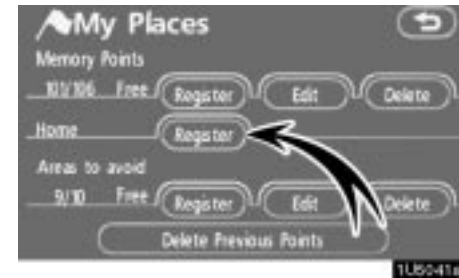 My Places
Memory Points
101/106 Free Register Edit Delete
Home Register
Areas to avoid
9/10 Free Register Edit Delete
Delete Previous Points
1U5041a